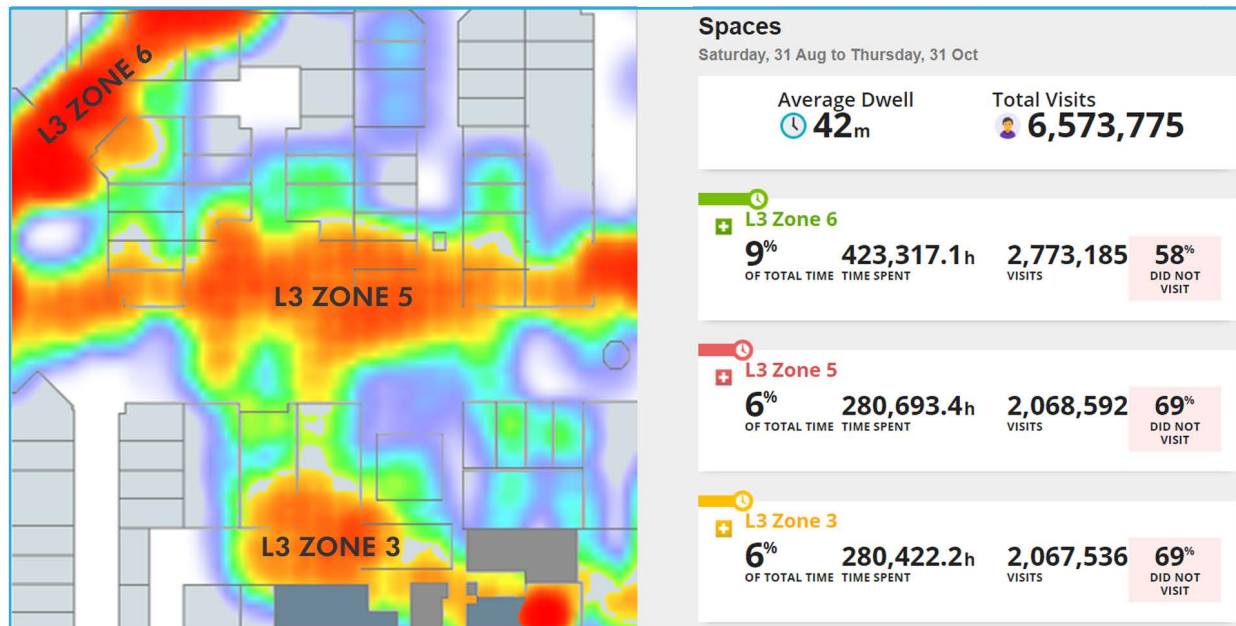 L3 ZONE 6
L3 ZONE 5
L3 ZONE 3
Spaces
Saturday, 31 Aug to Thursday, 31 Oct
Average Dwell
42m
Total Visits
6,573,775
L3 Zone 6
9%
OF TOTAL TIME
423,317.1h
TIME SPENT
2,773,185
VISITS
58%
DID NOT
VISIT
L3 Zone 5
6%
OF TOTAL TIME
280,693.4h
TIME SPENT
2,068,592
VISITS
69%
DID NOT
VISIT
L3 Zone 3
6%
OF TOTAL TIME
280,422.2h
TIME SPENT
2,067,536
VISITS
69%
DID NOT
VISIT